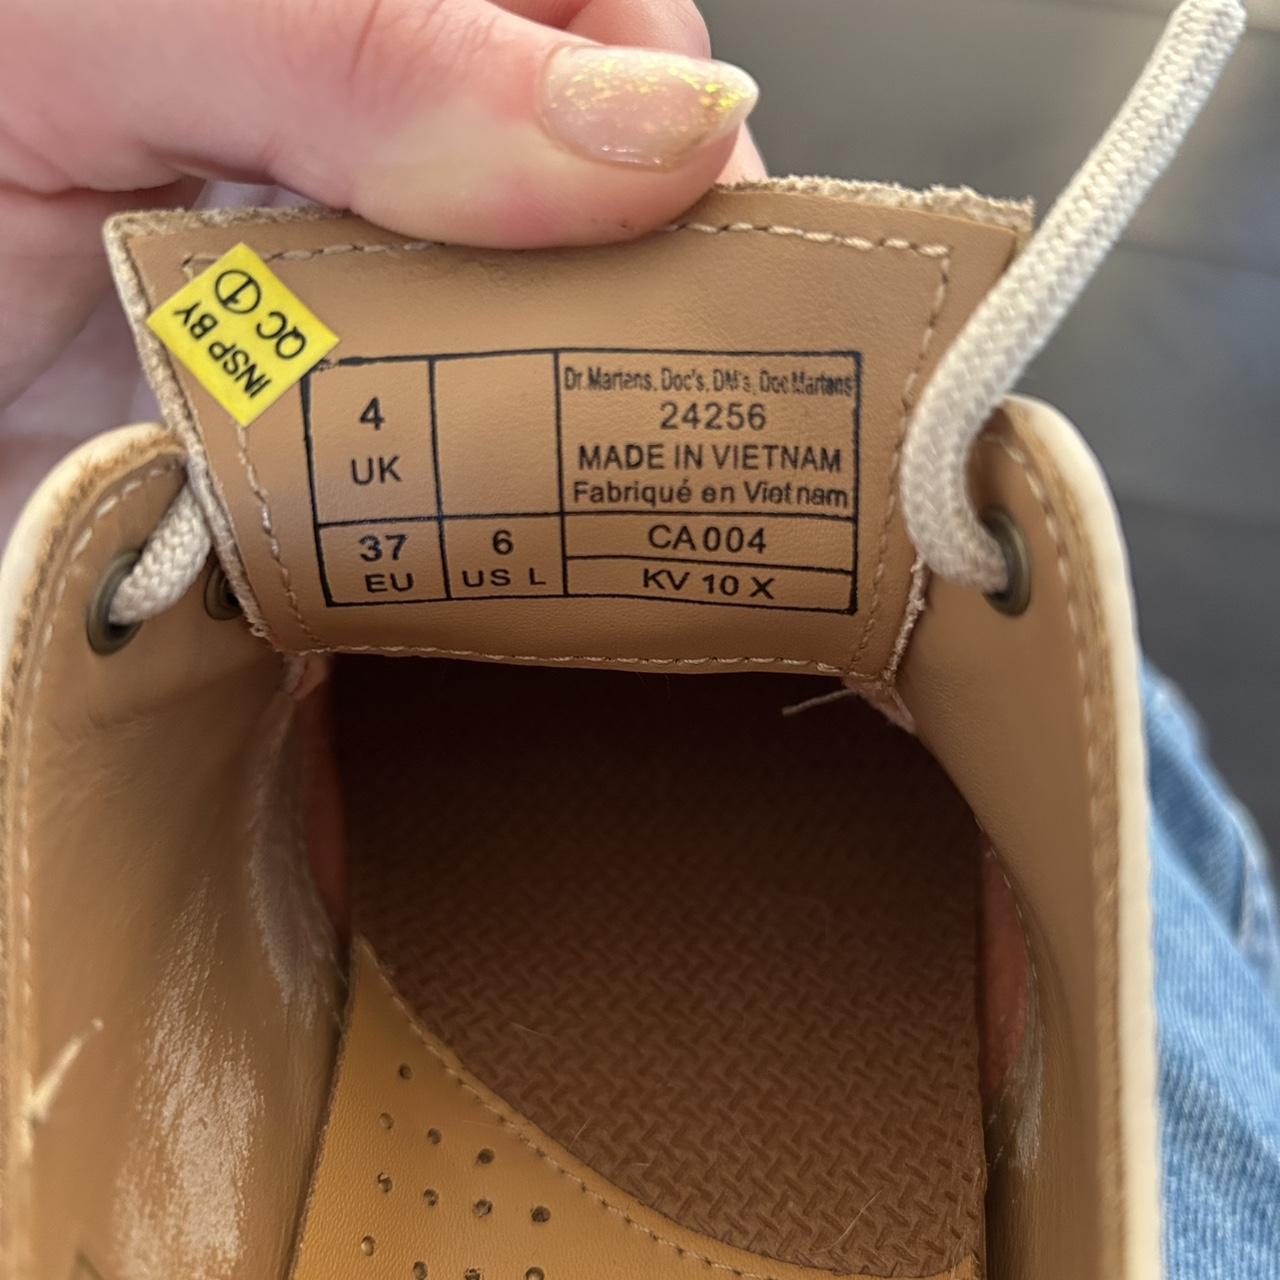 INSP BY
QC 1
4
UK
Dr.Martens, Doc's, DM's, Doc Martens
24256
MADE IN VIETNAM
Fabriqué en Vietnam
37
EU
6
US L
CA004
KV 10 X